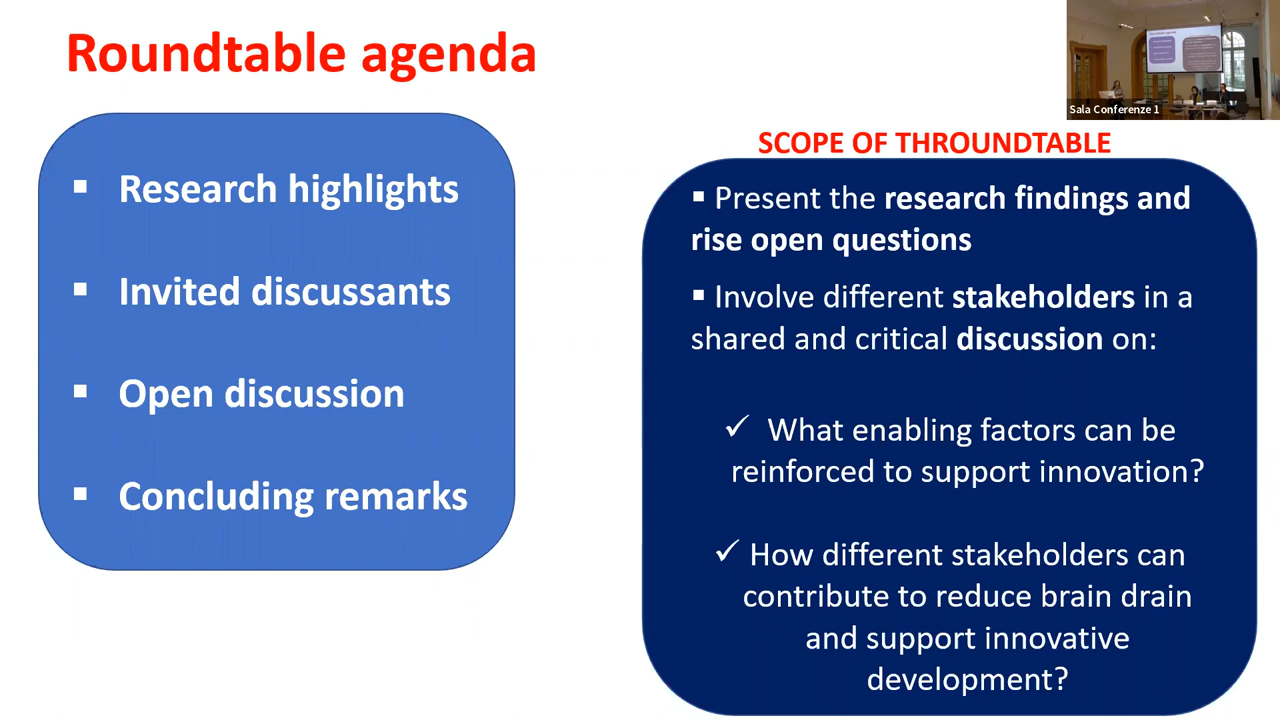 Roundtable agenda
▪ Research highlights
▪ Invited discussants
▪ Open discussion
▪ Concluding remarks
Sala Conferenze 1
SCOPE OF THROUNDTABLE
▪ Present the research findings and
rise open questions
▪ Involve different stakeholders in a
shared and critical discussion on:
✓ What enabling factors can be
reinforced to support innovation?
✓ How different stakeholders can
contribute to reduce brain drain
and support innovative
development?